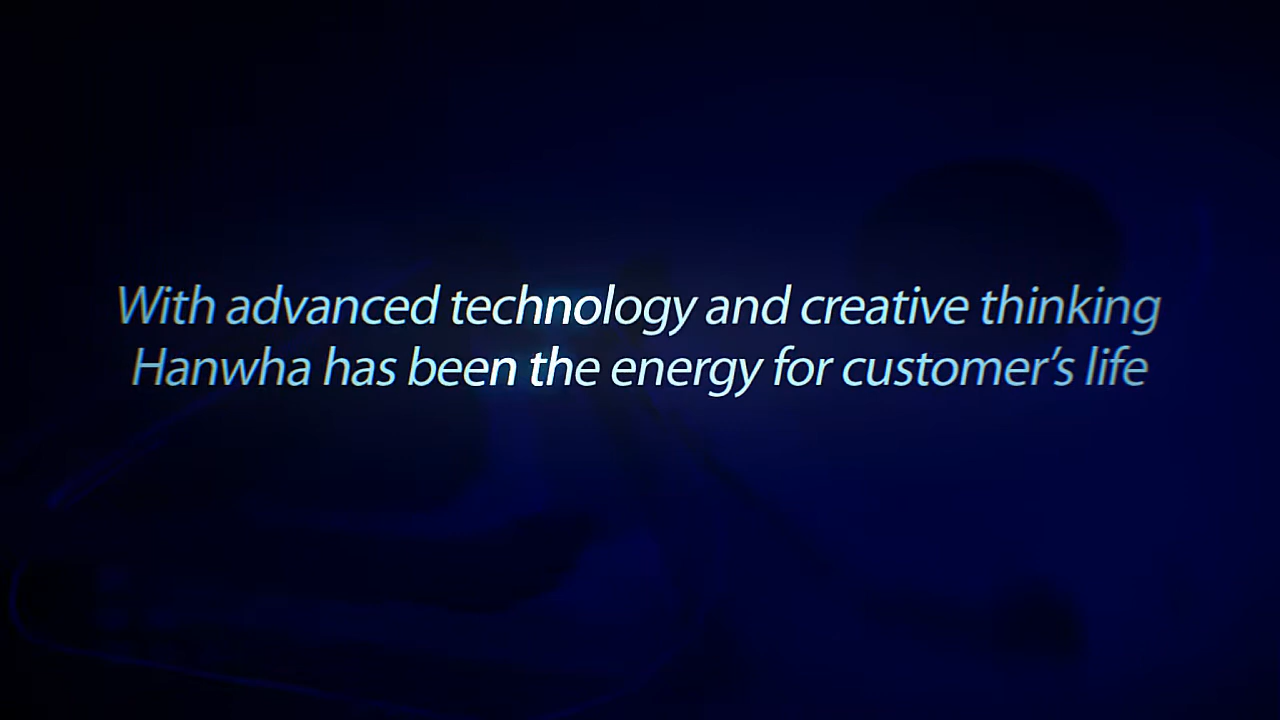 With advanced technology and creative thinking
Hanwha has been the energy for customer’s life